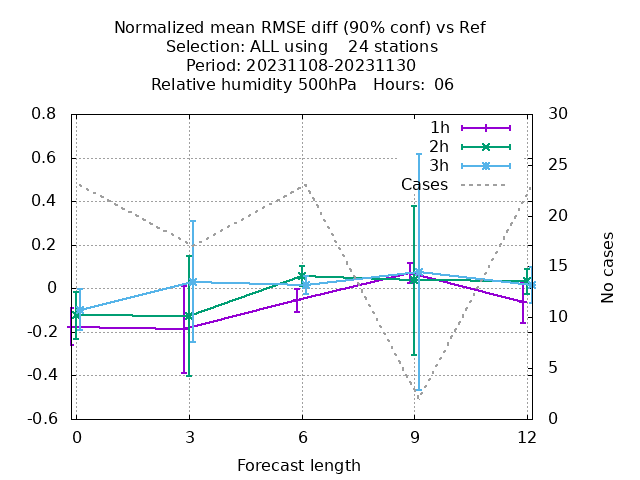 Normalized mean RMSE diff (90% conf) vs Ref
Selection: ALL using    24 stations
Period: 20231108-20231130
Relative humidity 500hPa   Hours:  06
0.8
0.6
0.4
0.2
0
-0.2
-0.4
-0.6
30
25
20
15
10
5
0
1h
2h
3h
Cases
No cases
0
3
6
9
12
Forecast length